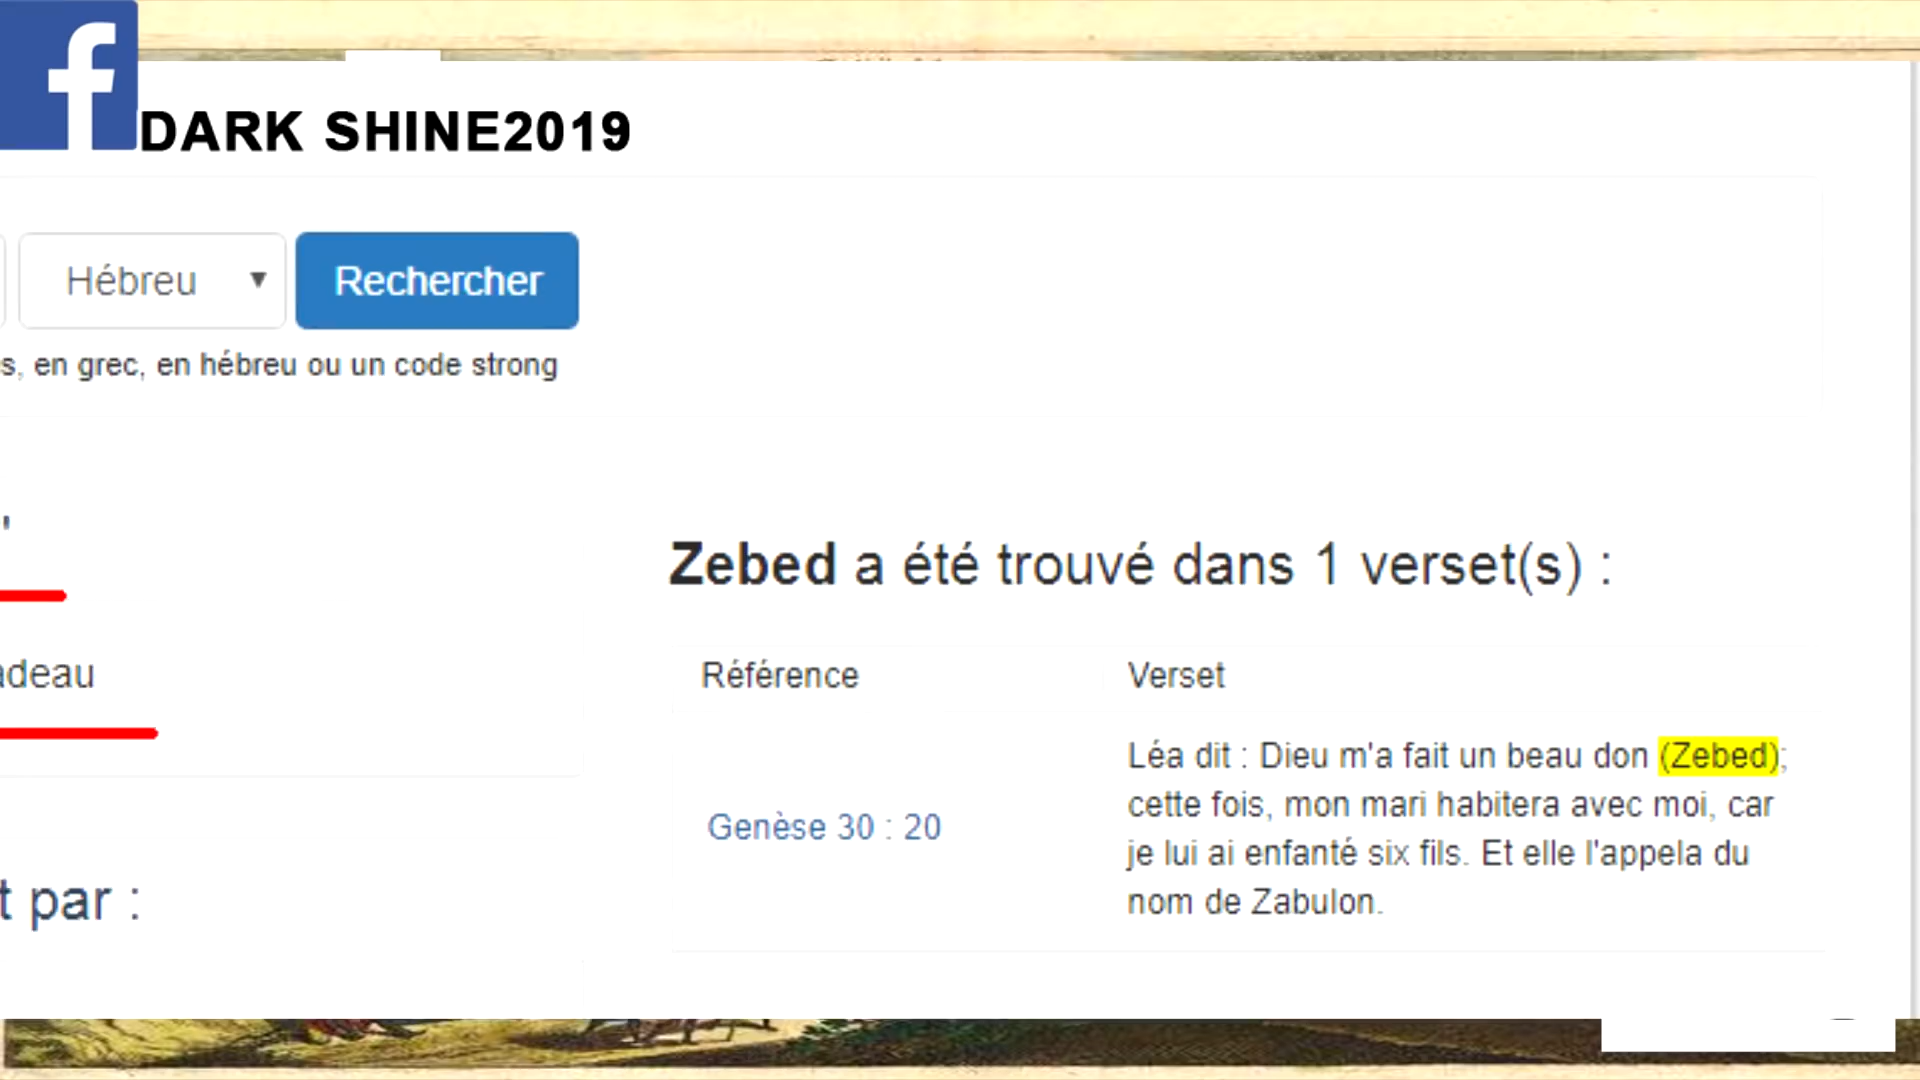 f
DARK SHINE2019
Hébreu
Rechercher
s, en grec, en hébreu ou un code strong
Zebed a été trouvé dans 1 verset(s) :
adeau
Référence
Verset
Léa dit : Dieu m'a fait un beau don (Zebed);
cette fois, mon mari habitera avec moi, car
Genèse 30 : 20
je lui ai enfanté six fils. Et elle l'appela du
nom de Zabulon.
t par :